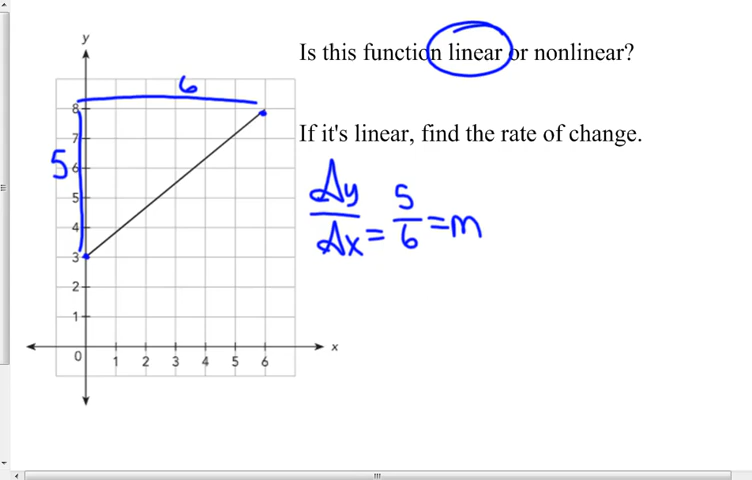 Is this function linear or nonlinear?
If it's linear, find the rate of change.
Δy/Δx = 5/6 = m
y
6
8
7
5
6
5
4
3
2
1
0
1 2 3 4 5 6
x